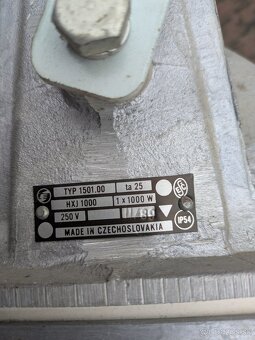 TYP 1501.00 ta 25
HXJ 1000 1 x 1000 W
250 V IP54
MADE IN CZECHOSLOVAKIA